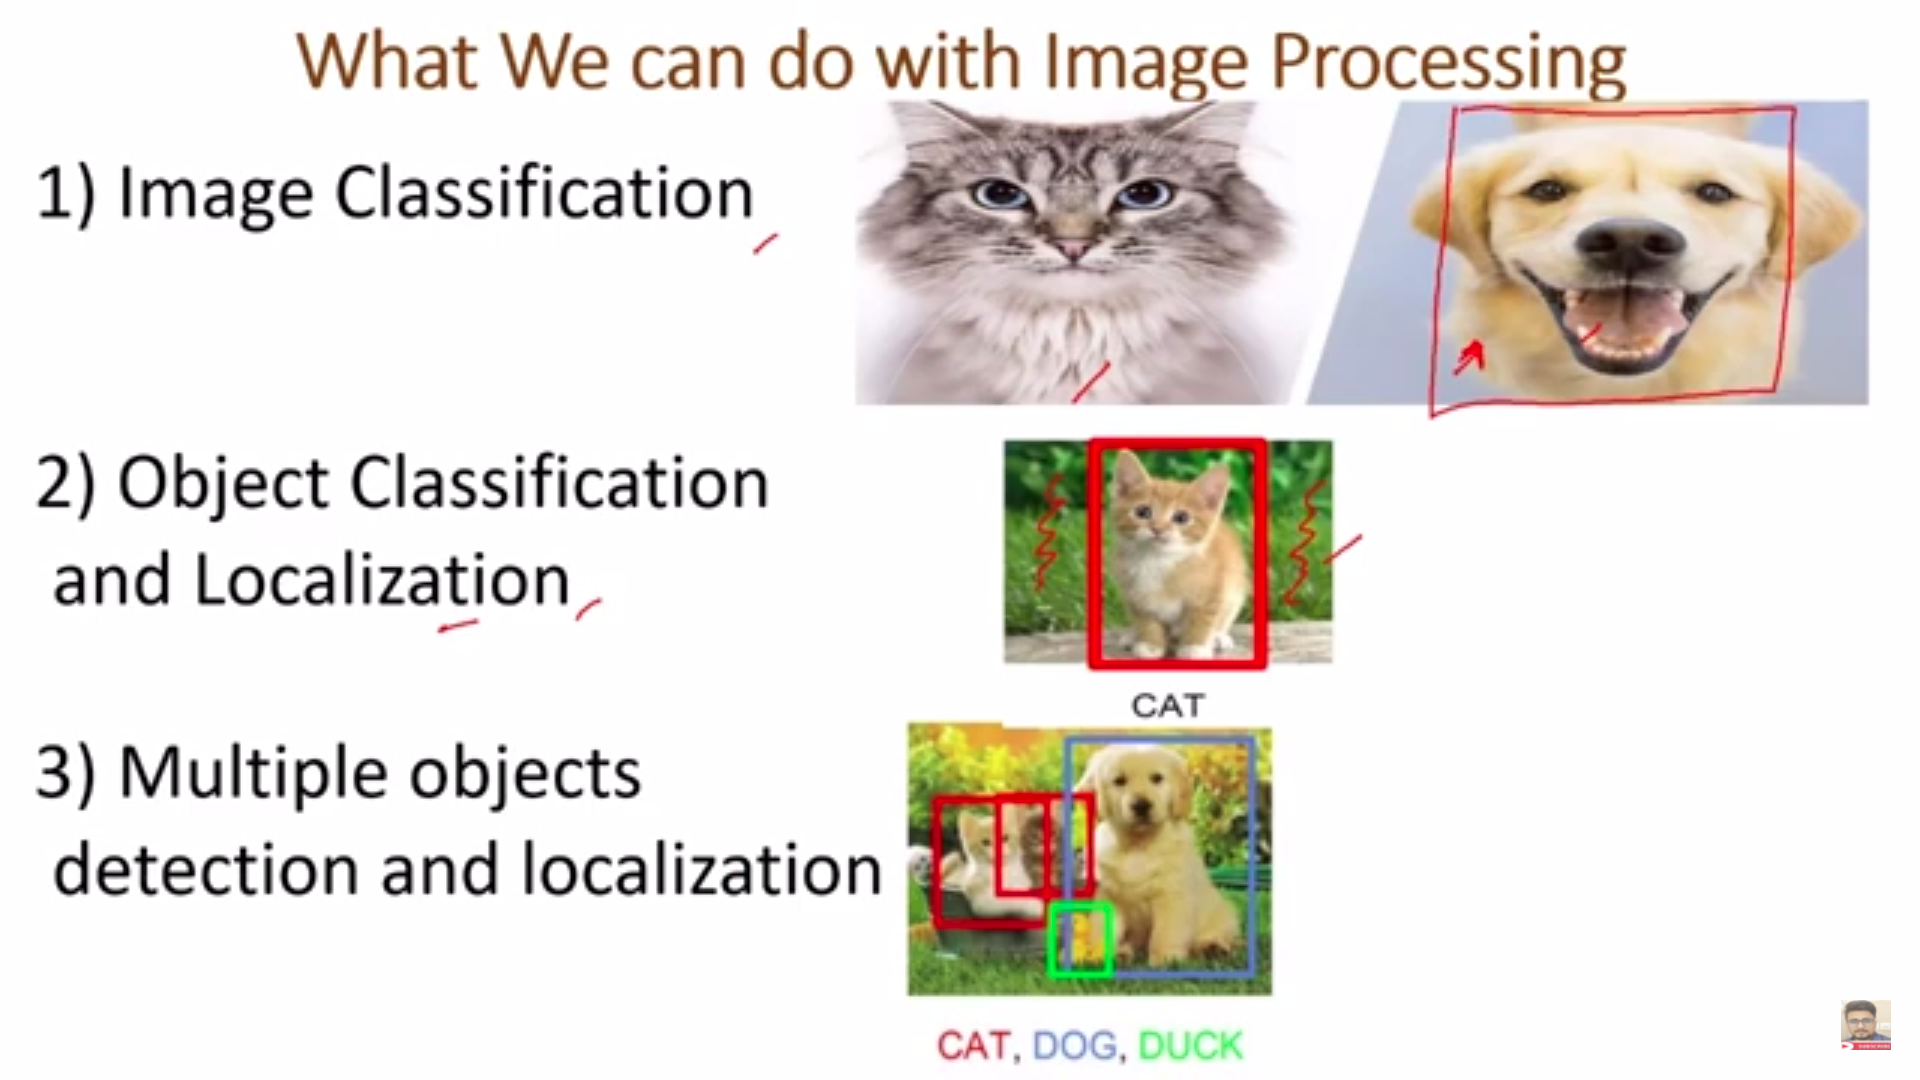 What We can do with Image Processing
1) Image Classification
2) Object Classification
and Localization
CAT
3) Multiple objects
detection and localization
CAT, DOG, DUCK
SUBSCRIBE